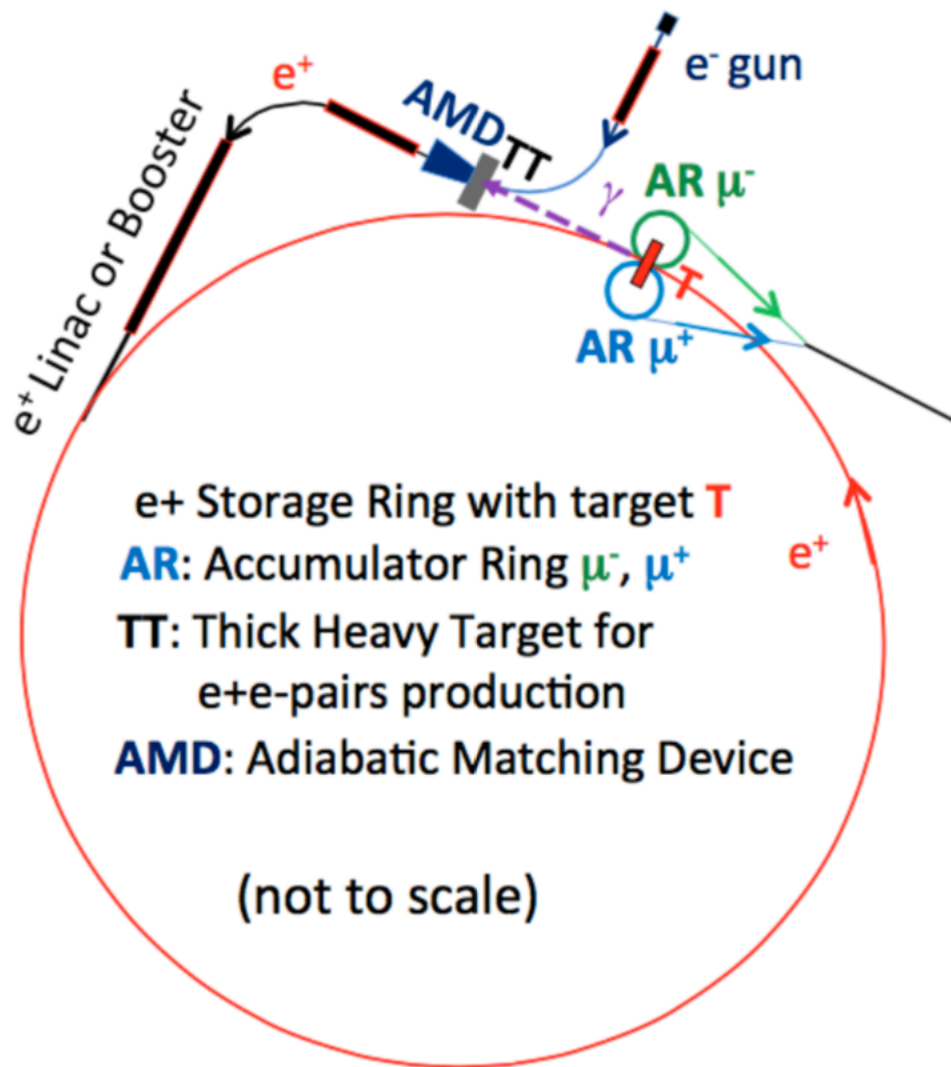 e⁺
e⁻ gun
AMD
TT
e⁺ Linac or Booster
γ
AR μ⁻
T
AR μ⁺
e+ Storage Ring with target T
AR: Accumulator Ring μ⁻, μ⁺
e⁺
TT: Thick Heavy Target for
e+e-pairs production
AMD: Adiabatic Matching Device
(not to scale)